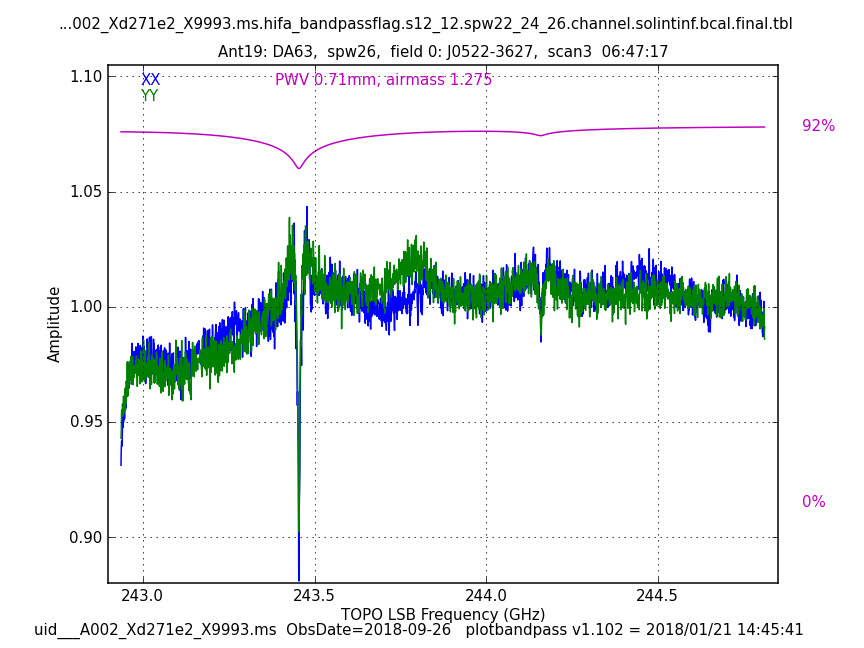 ...002_Xd271e2_X9993.ms.hifa_bandpassflag.s12_12.spw22_24_26.channel.solintinf.bcal.final.tbl
Ant19: DA63, spw26, field 0: J0522-3627, scan3 06:47:17
1.10
XX
PWV 0.71mm, airmass 1.275
YY
92%
1.05
1.00
Amplitude
0.95
0%
0.90
243.0 243.5 244.0 244.5
TOPO LSB Frequency (GHz)
uid___A002_Xd271e2_X9993.ms ObsDate=2018-09-26 plotbandpass v1.102 = 2018/01/21 14:45:41